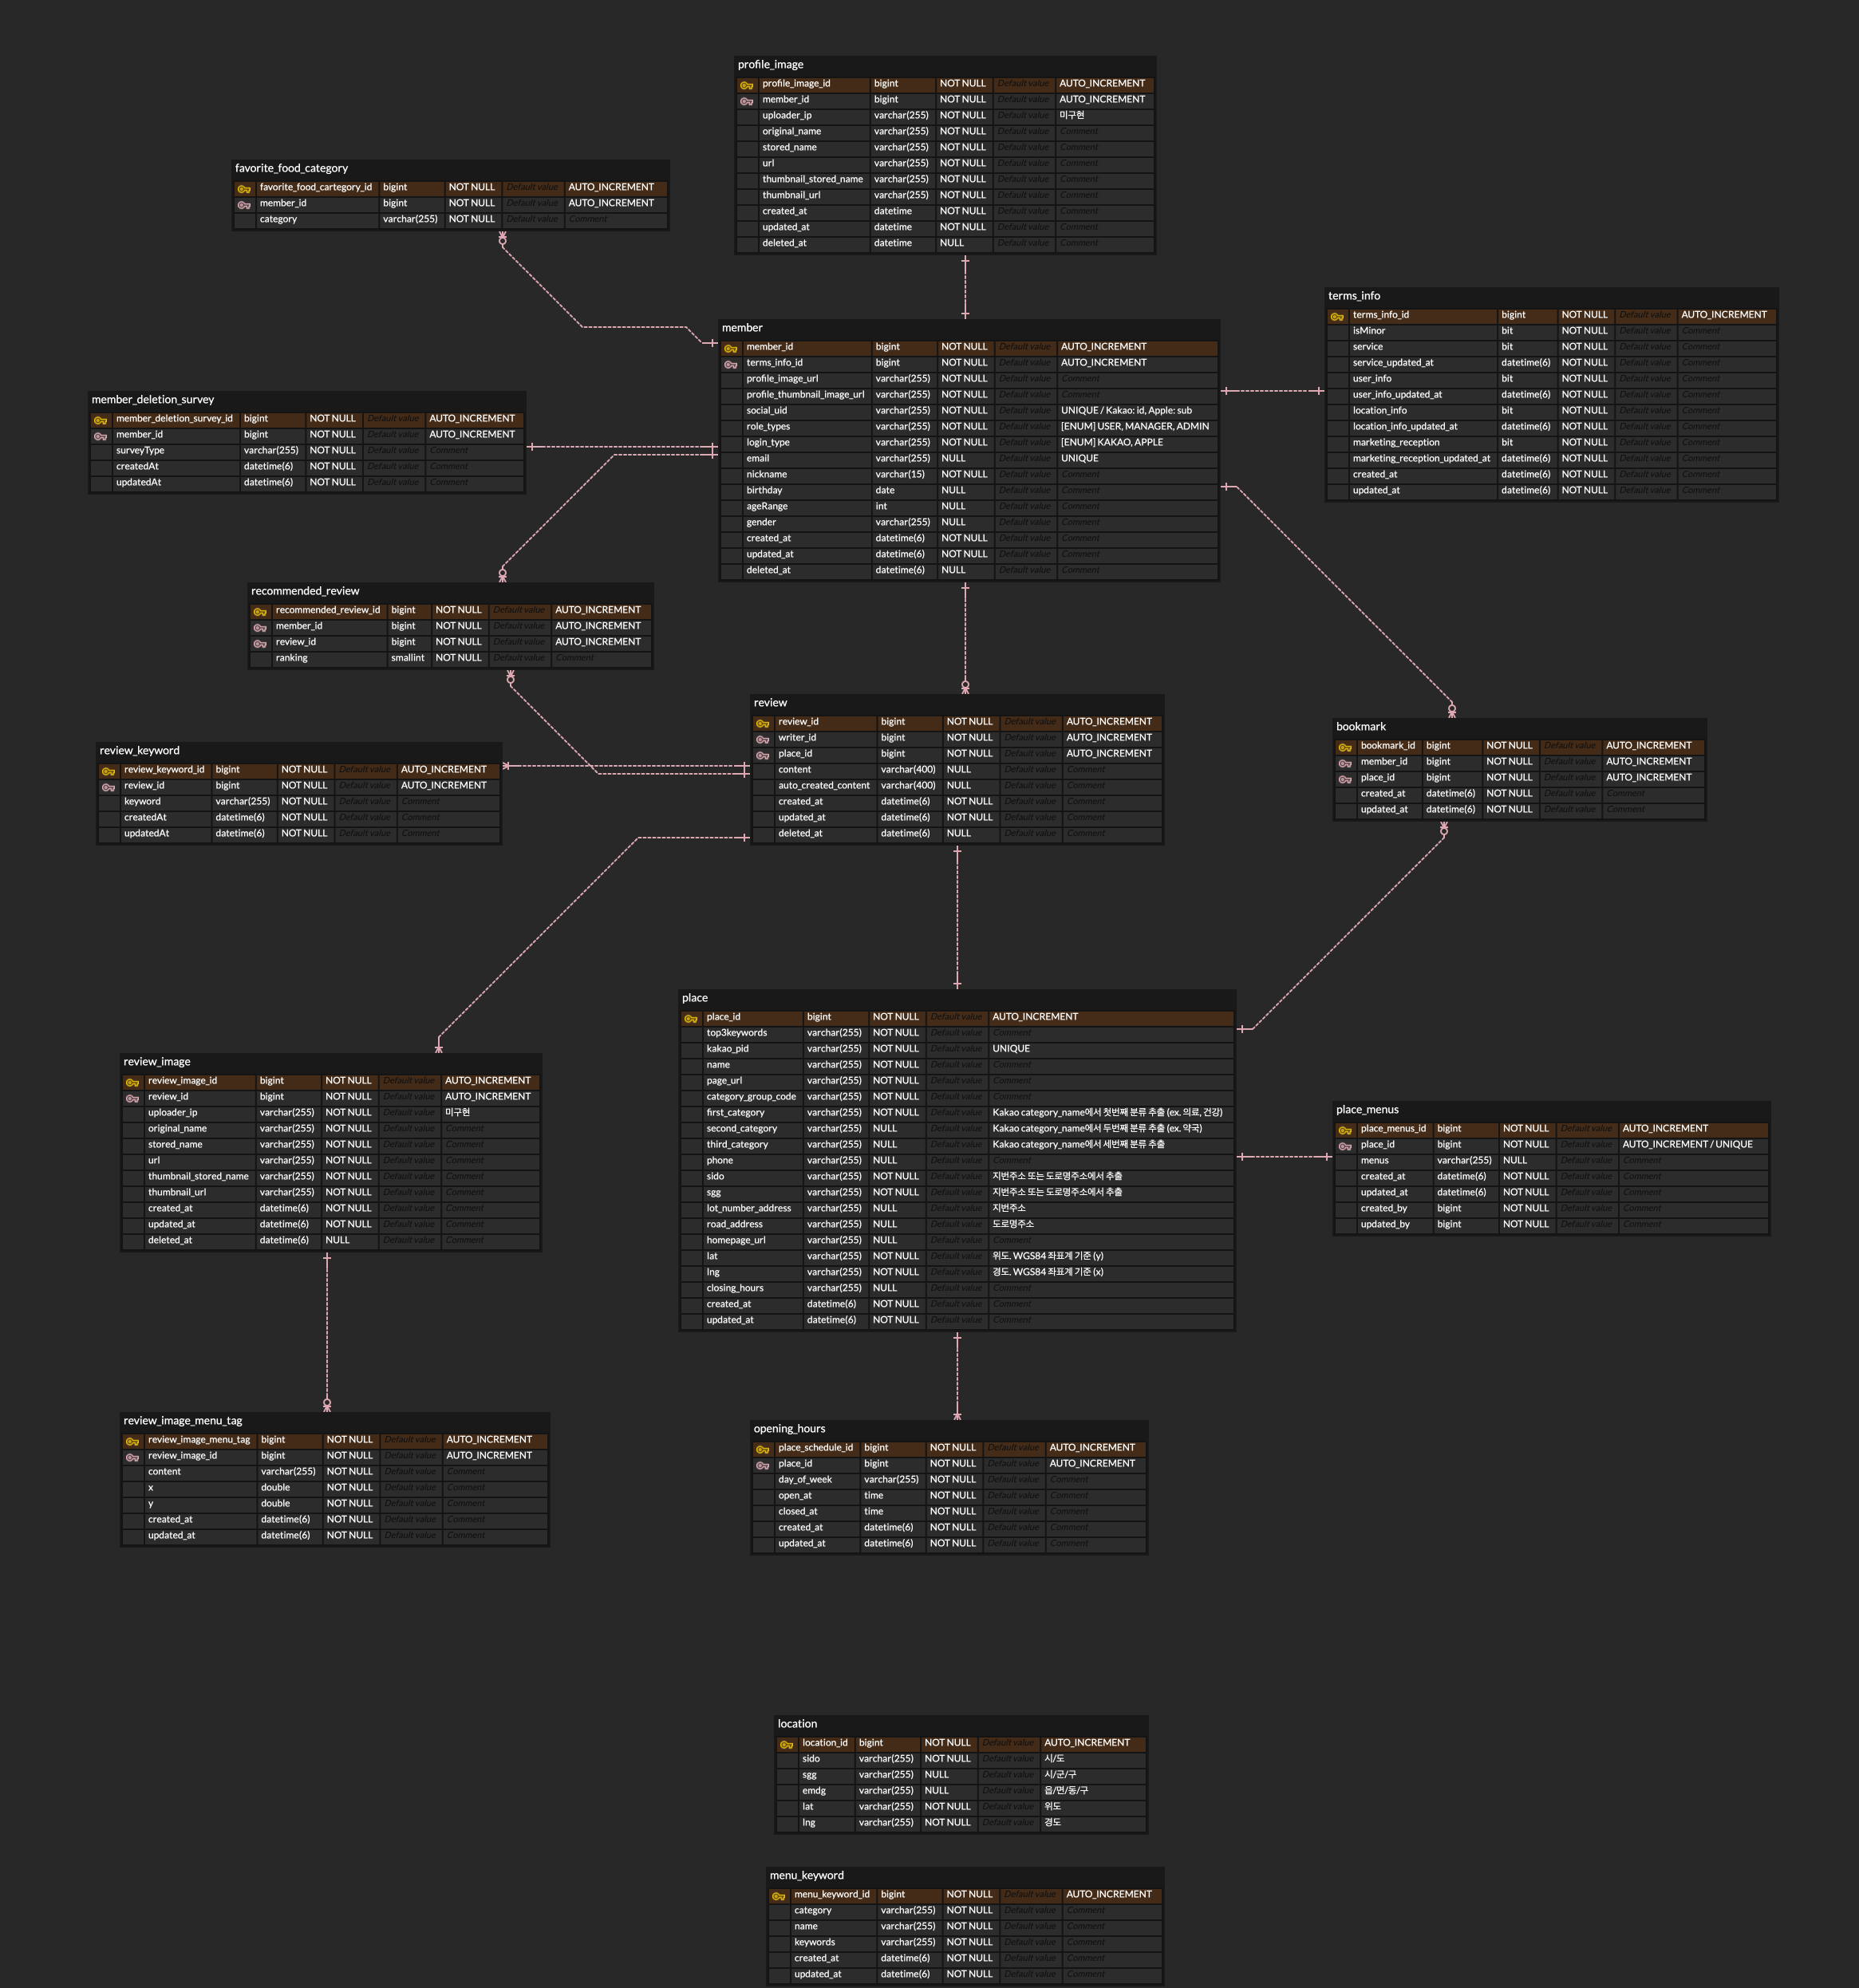 profile_image
profile_image_id bigint NOT NULL Default value AUTO_INCREMENT
member_id bigint NOT NULL Default value AUTO_INCREMENT
uploader_ip varchar(255) NOT NULL Default value 미구현
original_name varchar(255) NOT NULL Default value Comment
stored_name varchar(255) NOT NULL Default value Comment
url varchar(255) NOT NULL Default value Comment
thumbnail_stored_name varchar(255) NOT NULL Default value Comment
thumbnail_url varchar(255) NOT NULL Default value Comment
created_at datetime NOT NULL Default value Comment
updated_at datetime NOT NULL Default value Comment
deleted_at datetime NULL Default value Comment
favorite_food_category
favorite_food_cartegory_id bigint NOT NULL Default value AUTO_INCREMENT
member_id bigint NOT NULL Default value AUTO_INCREMENT
category varchar(255) NOT NULL Default value Comment
terms_info
terms_info_id bigint NOT NULL Default value AUTO_INCREMENT
isMinor bit NOT NULL Default value Comment
service bit NOT NULL Default value Comment
service_updated_at datetime(6) NOT NULL Default value Comment
user_info bit NOT NULL Default value Comment
user_info_updated_at datetime(6) NOT NULL Default value Comment
location_info bit NOT NULL Default value Comment
location_info_updated_at datetime(6) NOT NULL Default value Comment
marketing_reception bit NOT NULL Default value Comment
marketing_reception_updated_at datetime(6) NOT NULL Default value Comment
created_at datetime(6) NOT NULL Default value Comment
updated_at datetime(6) NOT NULL Default value Comment
member
member_id bigint NOT NULL Default value AUTO_INCREMENT
terms_info_id bigint NOT NULL Default value AUTO_INCREMENT
profile_image_url varchar(255) NOT NULL Default value Comment
profile_thumbnail_image_url varchar(255) NOT NULL Default value Comment
social_uid varchar(255) NOT NULL Default value UNIQUE / Kakao: id, Apple: sub
role_types varchar(255) NOT NULL Default value [ENUM] USER, MANAGER, ADMIN
login_type varchar(255) NOT NULL Default value [ENUM] KAKAO, APPLE
email varchar(255) NULL Default value UNIQUE
nickname varchar(15) NOT NULL Default value Comment
birthday date NULL Default value Comment
ageRange int NULL Default value Comment
gender varchar(255) NULL Default value Comment
created_at datetime(6) NOT NULL Default value Comment
updated_at datetime(6) NOT NULL Default value Comment
deleted_at datetime(6) NULL Default value Comment
member_deletion_survey
member_deletion_survey_id bigint NOT NULL Default value AUTO_INCREMENT
member_id bigint NOT NULL Default value AUTO_INCREMENT
surveyType varchar(255) NOT NULL Default value Comment
createdAt datetime(6) NOT NULL Default value Comment
updatedAt datetime(6) NOT NULL Default value Comment
recommended_review
recommended_review_id bigint NOT NULL Default value AUTO_INCREMENT
member_id bigint NOT NULL Default value AUTO_INCREMENT
review_id bigint NOT NULL Default value AUTO_INCREMENT
ranking smallint NOT NULL Default value Comment
review
review_id bigint NOT NULL Default value AUTO_INCREMENT
writer_id bigint NOT NULL Default value AUTO_INCREMENT
place_id bigint NOT NULL Default value AUTO_INCREMENT
content varchar(400) NULL Default value Comment
auto_created_content varchar(400) NULL Default value Comment
created_at datetime(6) NOT NULL Default value Comment
updated_at datetime(6) NOT NULL Default value Comment
deleted_at datetime(6) NULL Default value Comment
bookmark
bookmark_id bigint NOT NULL Default value AUTO_INCREMENT
member_id bigint NOT NULL Default value AUTO_INCREMENT
place_id bigint NOT NULL Default value AUTO_INCREMENT
created_at datetime(6) NOT NULL Default value Comment
updated_at datetime(6) NOT NULL Default value Comment
review_keyword
review_keyword_id bigint NOT NULL Default value AUTO_INCREMENT
review_id bigint NOT NULL Default value AUTO_INCREMENT
keyword varchar(255) NOT NULL Default value Comment
createdAt datetime(6) NOT NULL Default value Comment
updatedAt datetime(6) NOT NULL Default value Comment
place
place_id bigint NOT NULL Default value AUTO_INCREMENT
top3keywords varchar(255) NOT NULL Default value Comment
kakao_pid varchar(255) NOT NULL Default value UNIQUE
name varchar(255) NOT NULL Default value Comment
page_url varchar(255) NOT NULL Default value Comment
category_group_code varchar(255) NOT NULL Default value Comment
first_category varchar(255) NOT NULL Default value Kakao category_name에서 첫번째 분류 추출 (ex. 의료, 건강)
second_category varchar(255) NULL Default value Kakao category_name에서 두번째 분류 추출 (ex. 약국)
third_category varchar(255) NULL Default value Kakao category_name에서 세번째 분류 추출
phone varchar(255) NULL Default value Comment
sido varchar(255) NOT NULL Default value 지번주소 또는 도로명주소에서 추출
sgg varchar(255) NOT NULL Default value 지번주소 또는 도로명주소에서 추출
lot_number_address varchar(255) NULL Default value 지번주소
road_address varchar(255) NULL Default value 도로명주소
homepage_url varchar(255) NULL Default value Comment
lat varchar(255) NOT NULL Default value 위도. WGS84 좌표계 기준 (y)
lng varchar(255) NOT NULL Default value 경도. WGS84 좌표계 기준 (x)
closing_hours varchar(255) NULL Default value Comment
created_at datetime(6) NOT NULL Default value Comment
updated_at datetime(6) NOT NULL Default value Comment
review_image
review_image_id bigint NOT NULL Default value AUTO_INCREMENT
review_id bigint NOT NULL Default value AUTO_INCREMENT
uploader_ip varchar(255) NOT NULL Default value 미구현
original_name varchar(255) NOT NULL Default value Comment
stored_name varchar(255) NOT NULL Default value Comment
url varchar(255) NOT NULL Default value Comment
thumbnail_stored_name varchar(255) NOT NULL Default value Comment
thumbnail_url varchar(255) NOT NULL Default value Comment
created_at datetime(6) NOT NULL Default value Comment
updated_at datetime(6) NOT NULL Default value Comment
deleted_at datetime(6) NULL Default value Comment
place_menus
place_menus_id bigint NOT NULL Default value AUTO_INCREMENT
place_id bigint NOT NULL Default value AUTO_INCREMENT / UNIQUE
menus varchar(255) NULL Default value Comment
created_at datetime(6) NOT NULL Default value Comment
updated_at datetime(6) NOT NULL Default value Comment
created_by bigint NOT NULL Default value Comment
updated_by bigint NOT NULL Default value Comment
review_image_menu_tag
review_image_menu_tag bigint NOT NULL Default value AUTO_INCREMENT
review_image_id bigint NOT NULL Default value AUTO_INCREMENT
content varchar(255) NOT NULL Default value Comment
x double NOT NULL Default value Comment
y double NOT NULL Default value Comment
created_at datetime(6) NOT NULL Default value Comment
updated_at datetime(6) NOT NULL Default value Comment
opening_hours
place_schedule_id bigint NOT NULL Default value AUTO_INCREMENT
place_id bigint NOT NULL Default value AUTO_INCREMENT
day_of_week varchar(255) NOT NULL Default value Comment
open_at time NOT NULL Default value Comment
closed_at time NOT NULL Default value Comment
created_at datetime(6) NOT NULL Default value Comment
updated_at datetime(6) NOT NULL Default value Comment
location
location_id bigint NOT NULL Default value AUTO_INCREMENT
sido varchar(255) NOT NULL Default value 시/도
sgg varchar(255) NULL Default value 시/군/구
emdg varchar(255) NULL Default value 읍/면/동/구
lat varchar(255) NOT NULL Default value 위도
lng varchar(255) NOT NULL Default value 경도
menu_keyword
menu_keyword_id bigint NOT NULL Default value AUTO_INCREMENT
category varchar(255) NOT NULL Default value Comment
name varchar(255) NOT NULL Default value Comment
keywords varchar(255) NOT NULL Default value Comment
created_at datetime(6) NOT NULL Default value Comment
updated_at datetime(6) NOT NULL Default value Comment